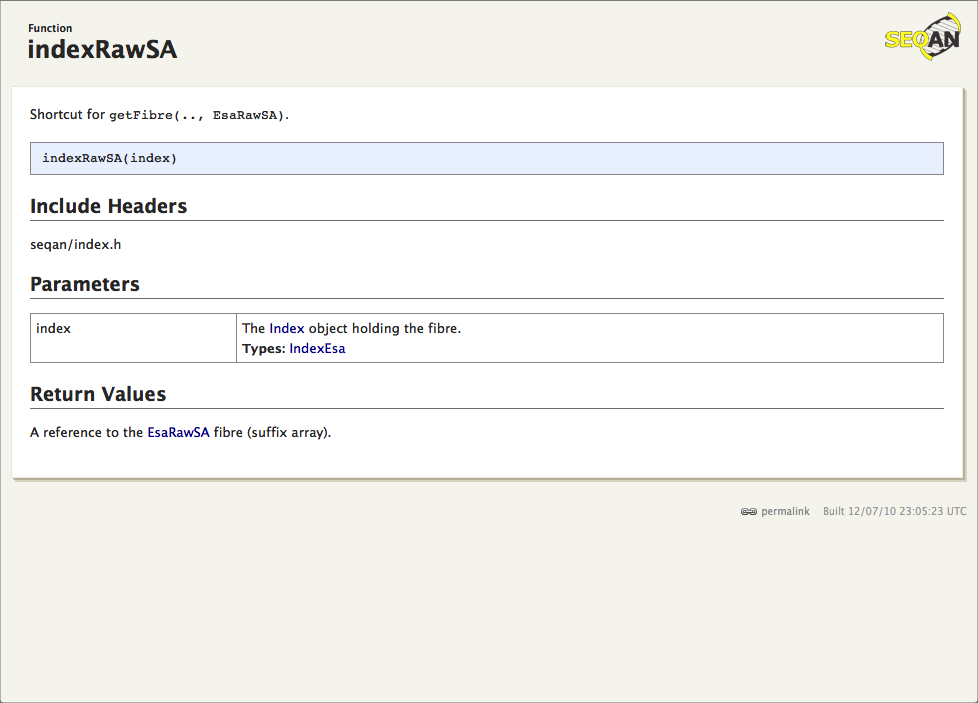 Function
indexRawSA
SEQAN
Shortcut for getFibre(.., EsaRawSA).
indexRawSA(index)
Include Headers
seqan/index.h
Parameters
index
The Index object holding the fibre.
Types: IndexEsa
Return Values
A reference to the EsaRawSA fibre (suffix array).
permalink Built 12/07/10 23:05:23 UTC